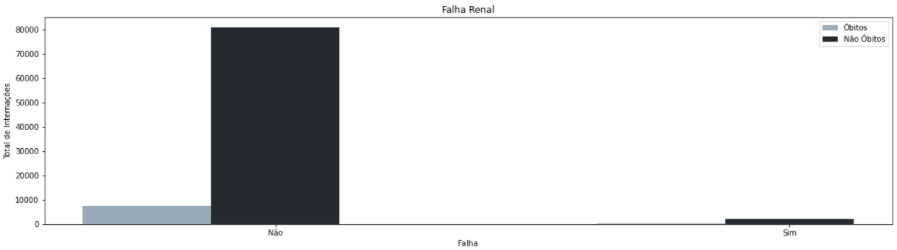 Falha Renal
Óbitos
Não Óbitos
Total de Internações
80000
70000
60000
50000
40000
30000
20000
10000
0
Não
Sim
Falha